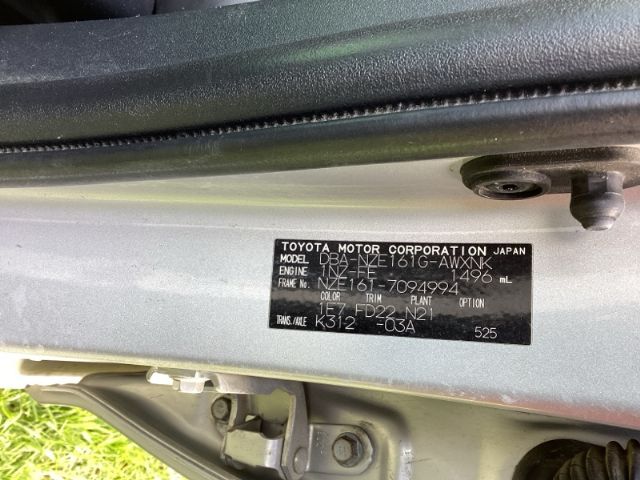 TOYOTA MOTOR CORPORATION JAPAN
MODEL DBA-NZE161G-AWXNK
ENGINE 1NZ-FE 1496 mL
FRAME No. NZE161-7094994
COLOR TRIM PLANT OPTION
1E7 FD22 N21
TRANS./AXLE K312 -03A
525